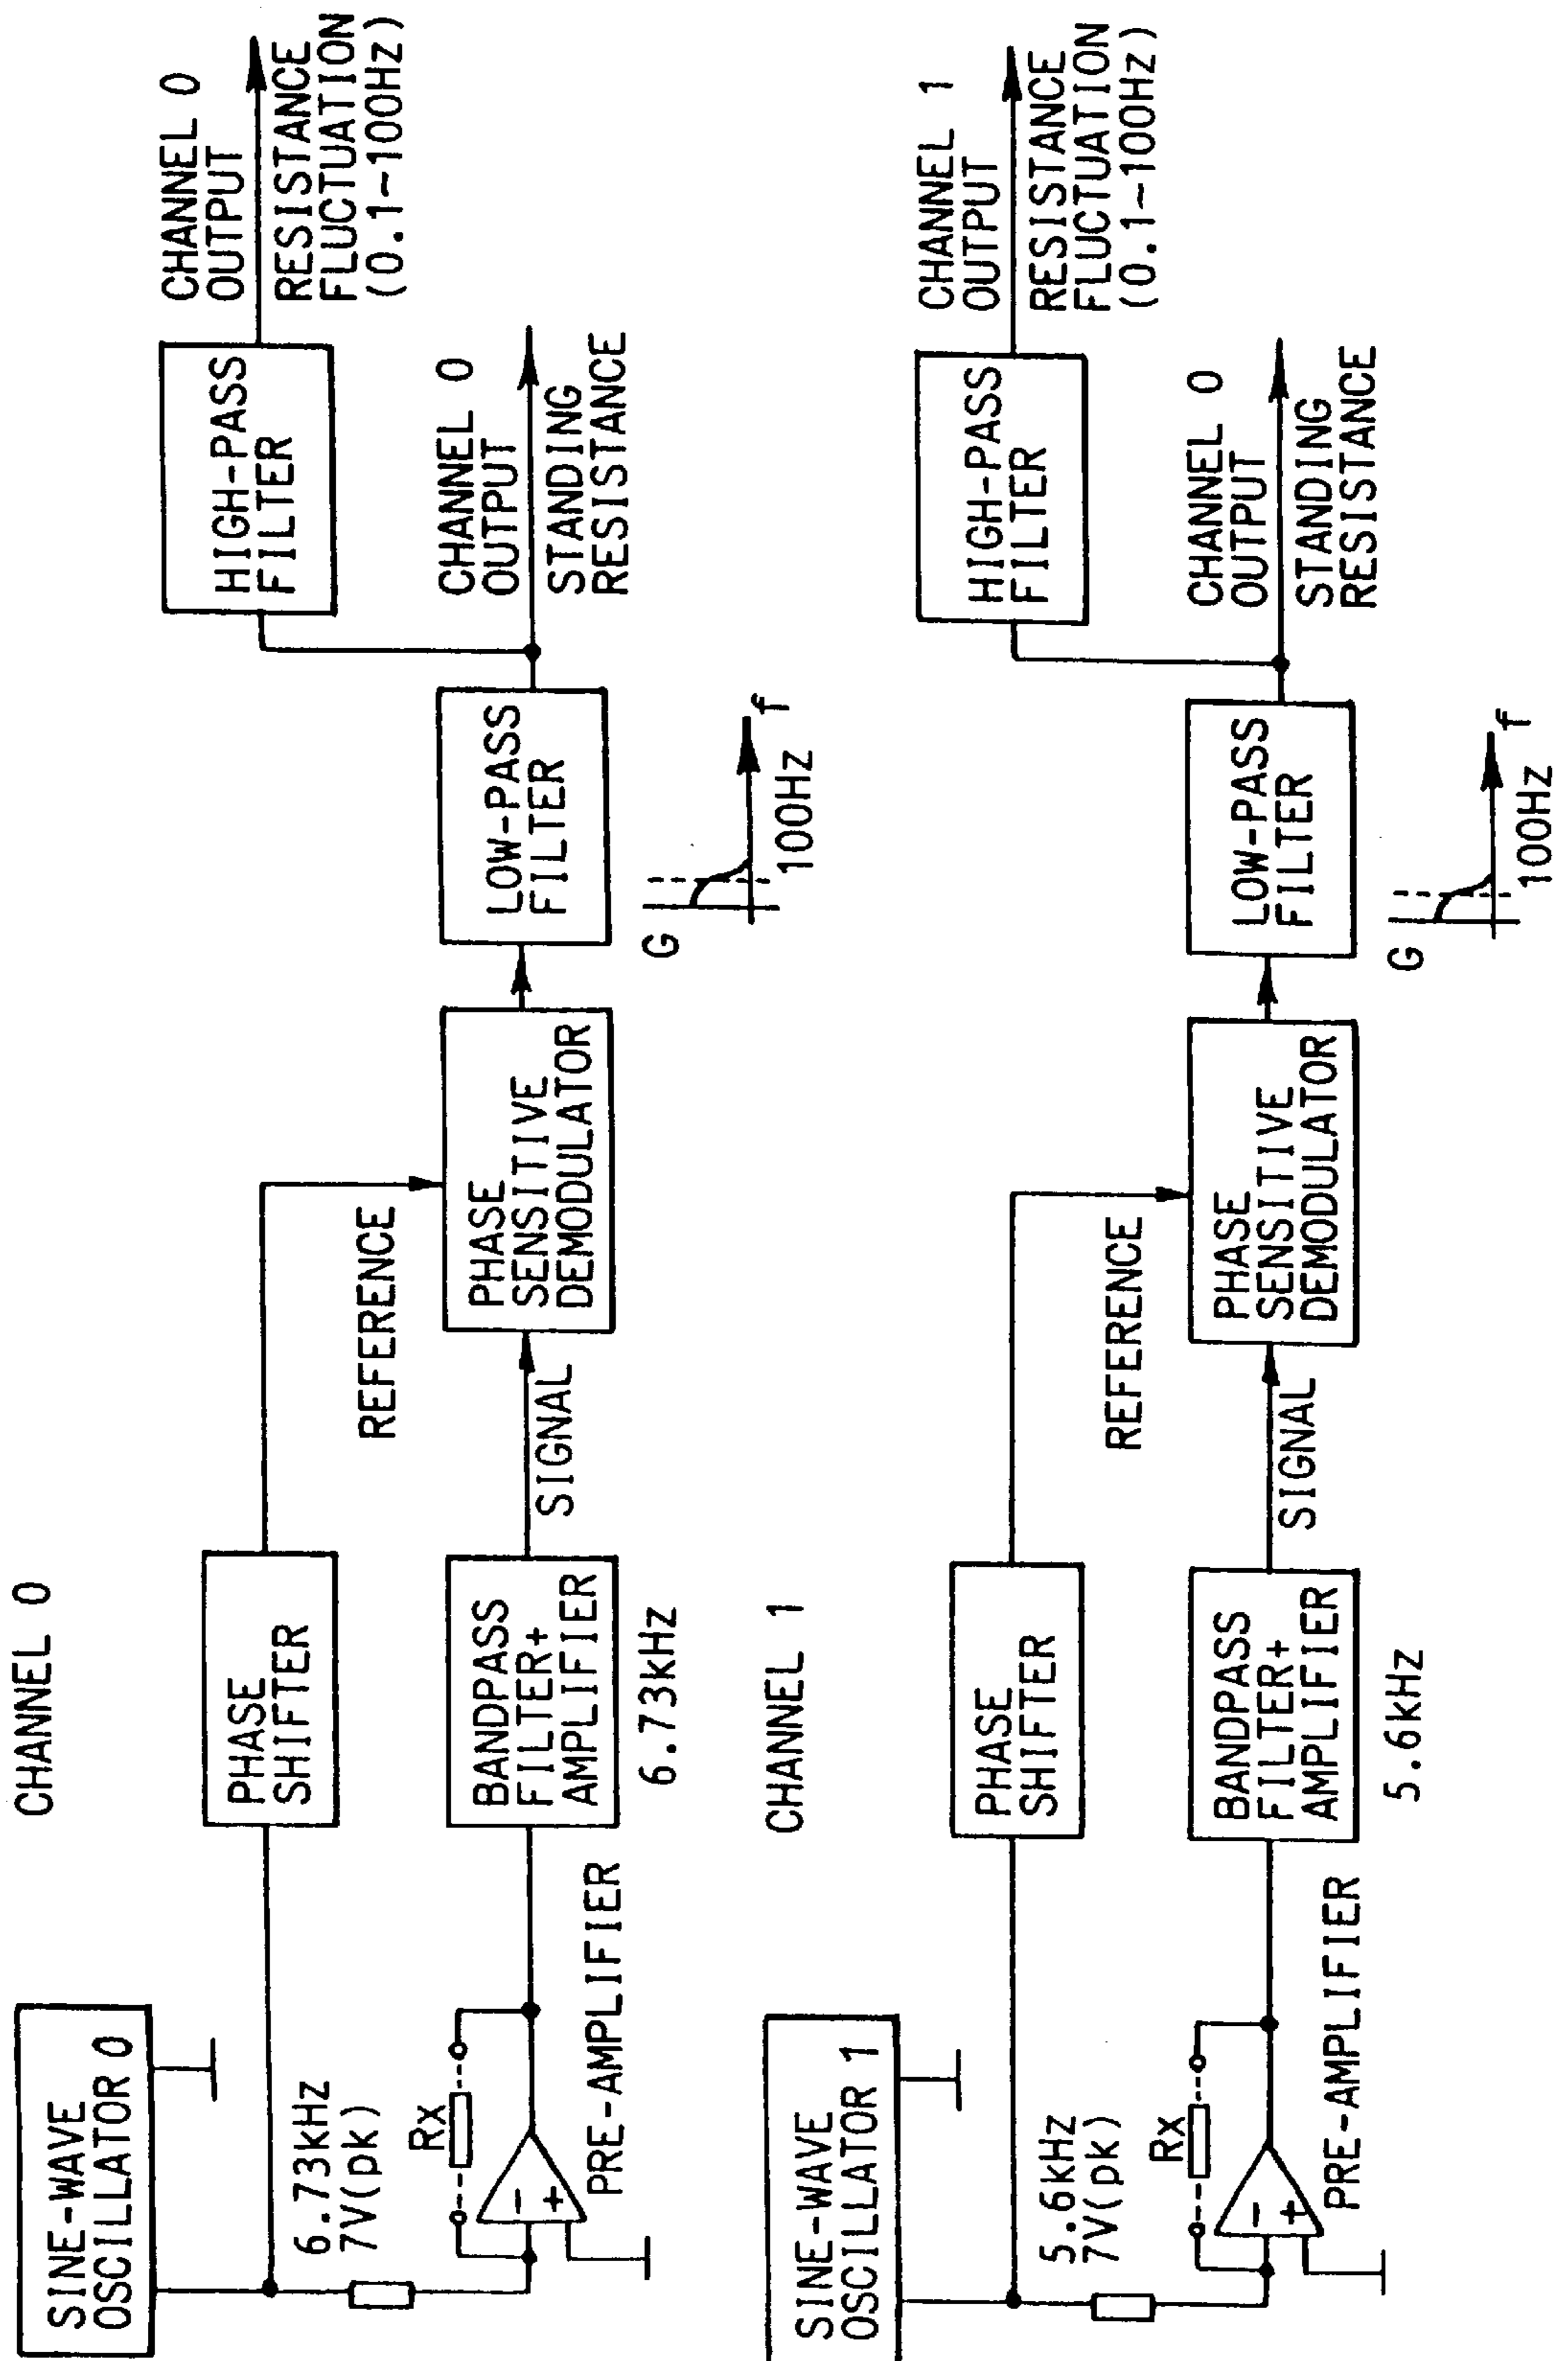 CHANNEL 0
SINE-WAVE
OSCILLATOR 0
6.73kHz
7V(pk)
PHASE
SHIFTER
Rx
−
+
PRE-AMPLIFIER
BANDPASS
FILTER+
AMPLIFIER
6.73kHz
SIGNAL
REFERENCE
PHASE
SENSITIVE
DEMODULATOR
LOW-PASS
FILTER
G
f
100Hz
HIGH-PASS
FILTER
CHANNEL 0
OUTPUT
RESISTANCE
FLUCTUATION
(0.1~100Hz)
CHANNEL 0
OUTPUT
STANDING
RESISTANCE
CHANNEL 1
SINE-WAVE
OSCILLATOR 1
5.6kHz
7V(pk)
PHASE
SHIFTER
Rx
−
+
PRE-AMPLIFIER
BANDPASS
FILTER+
AMPLIFIER
5.6kHz
SIGNAL
REFERENCE
PHASE
SENSITIVE
DEMODULATOR
LOW-PASS
FILTER
G
f
100Hz
HIGH-PASS
FILTER
CHANNEL 1
OUTPUT
RESISTANCE
FLUCTUATION
(0.1~100Hz)
CHANNEL 0
OUTPUT
STANDING
RESISTANCE